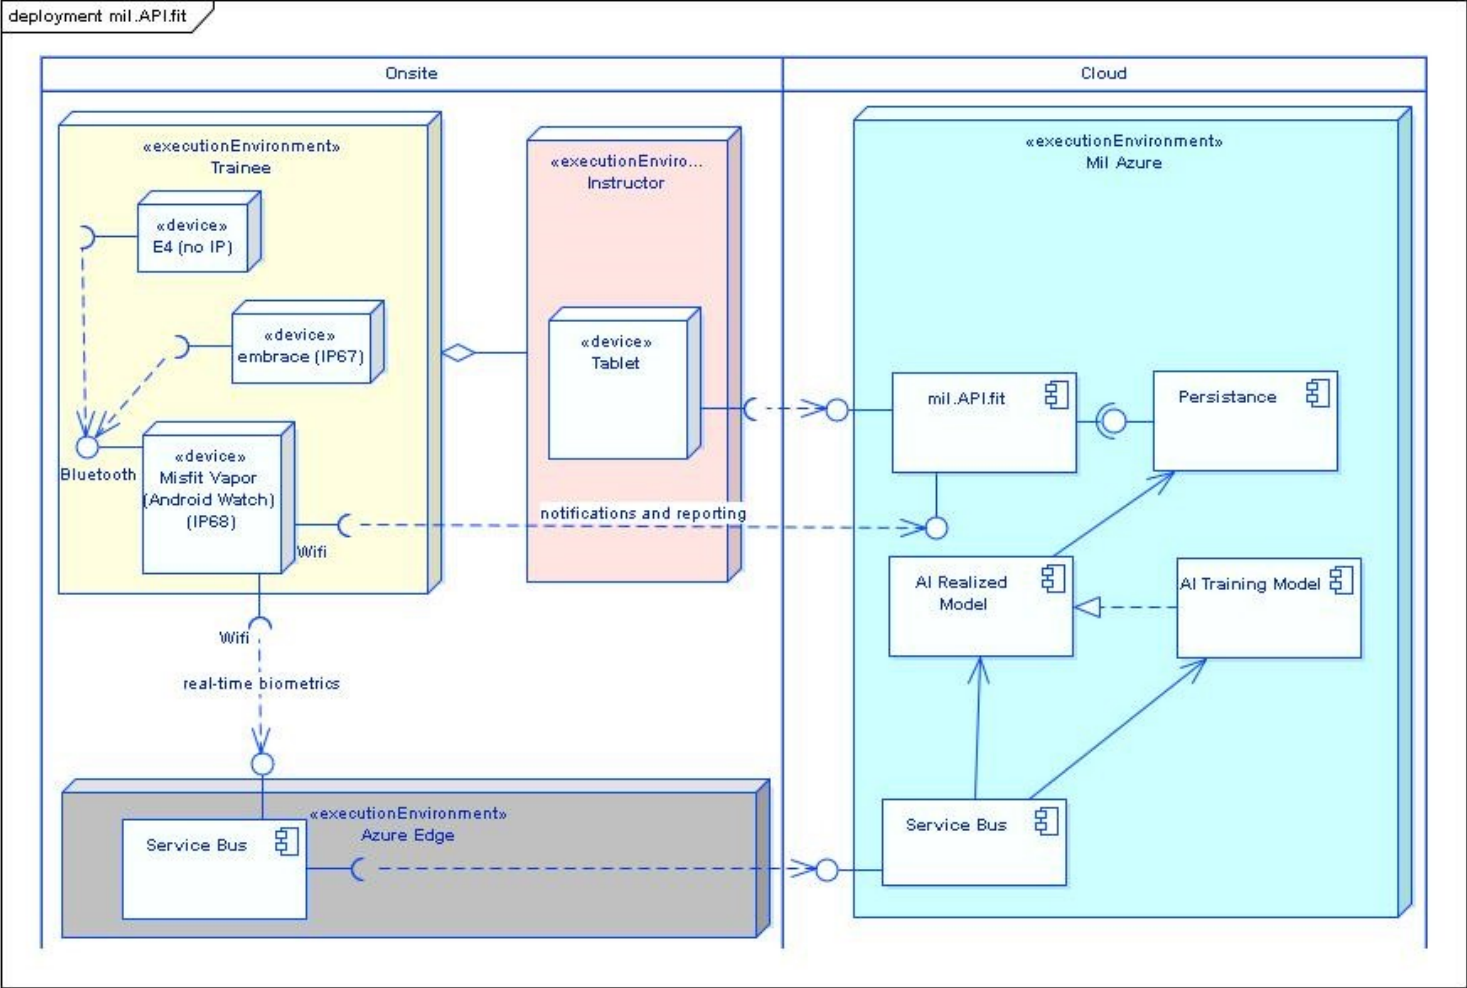 deployment mil.API.fit
Onsite
Cloud
«executionEnvironment»
Trainee
«device»
E4 (no IP)
«device»
embrace (IP67)
Bluetooth
«device»
Misfit Vapor
(Android Watch)
(IP68)
Wifi
Wifi
real-time biometrics
«executionEnviro...
Instructor
«device»
Tablet
notifications and reporting
«executionEnvironment»
Azure Edge
Service Bus
«executionEnvironment»
Mil Azure
mil.API.fit
Persistance
AI Realized
Model
AI Training Model
Service Bus